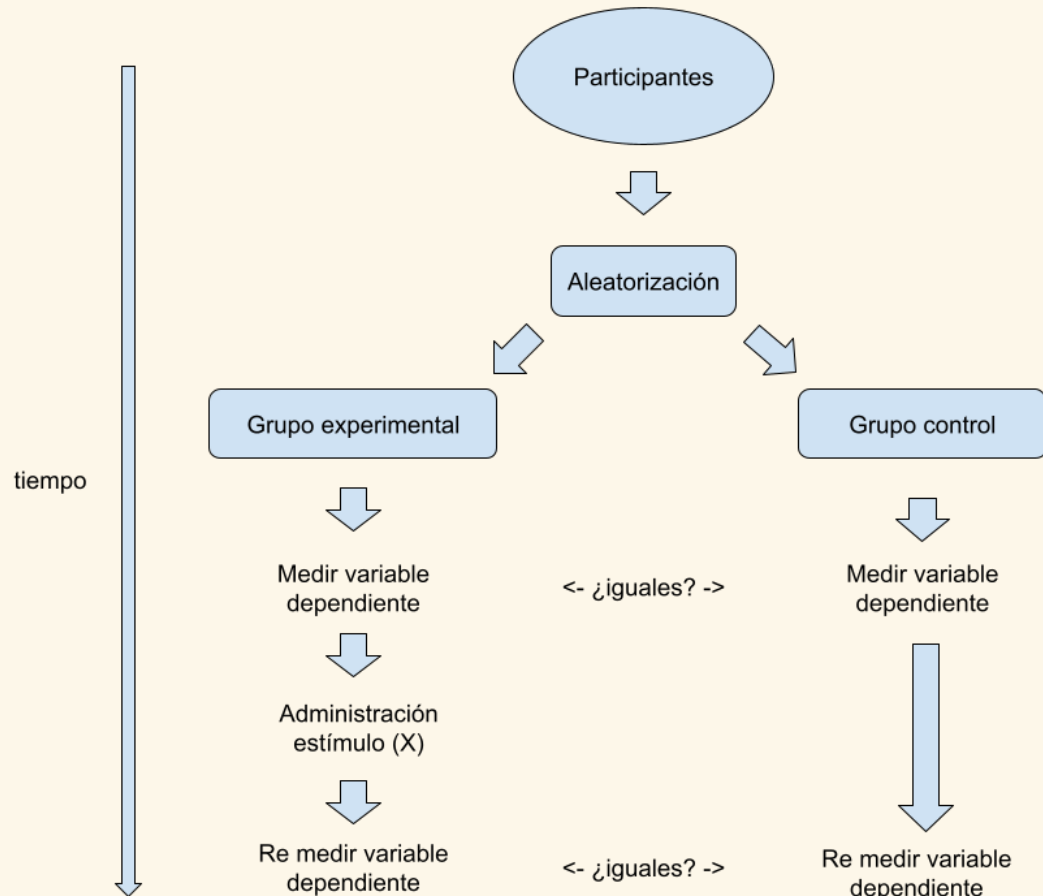 Participantes
Aleatorización
Grupo experimental
Grupo control
tiempo
Medir variable
dependiente
<- ¿iguales? ->
Medir variable
dependiente
Administración
estímulo (X)
Re medir variable
dependiente
<- ¿iguales? ->
Re medir variable
dependiente